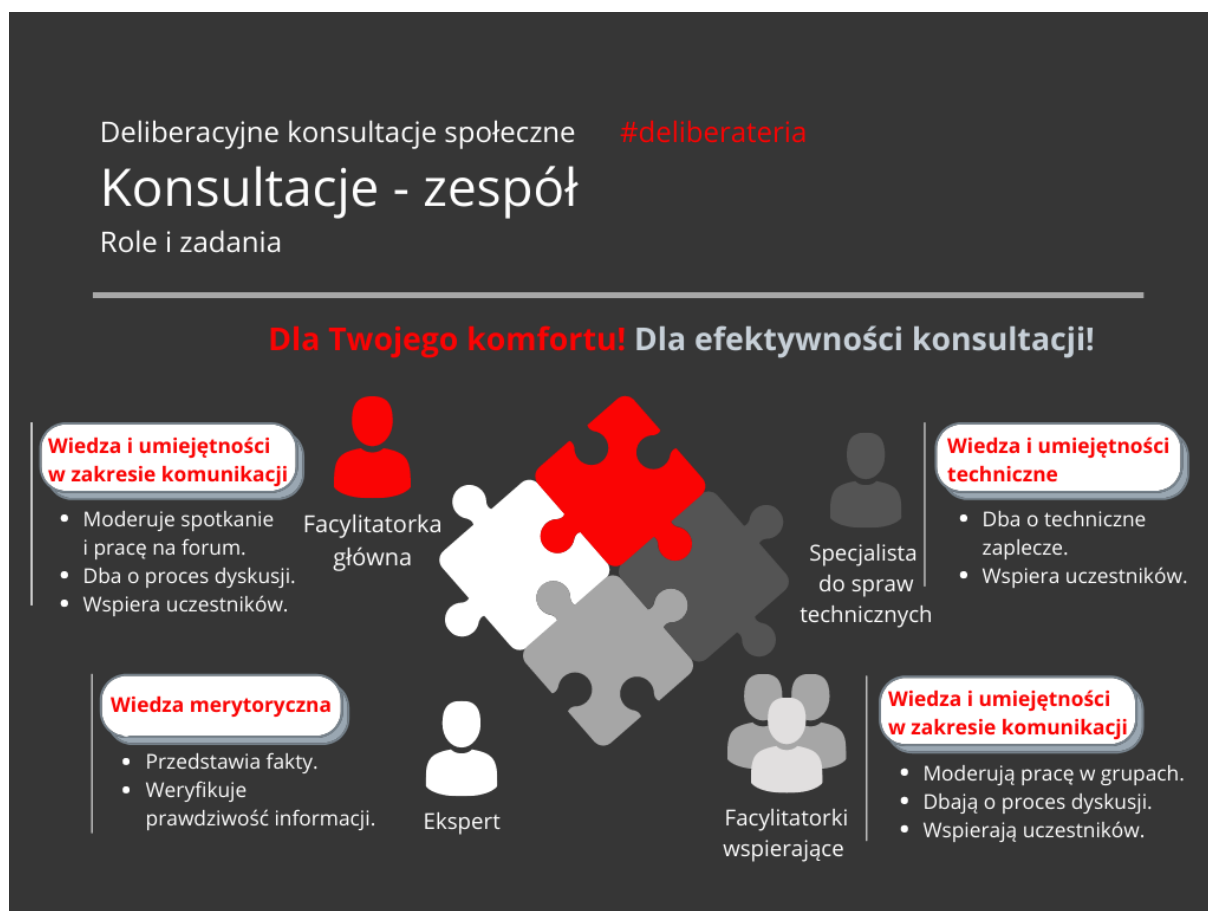 Deliberacyjne konsultacje społeczne #deliberateria
Konsultacje - zespół
Role i zadania
Dla Twojego komfortu! Dla efektywności konsultacji!
Wiedza i umiejętności
w zakresie komunikacji
Moderuje spotkanie
i pracę na forum.
Dba o proces dyskusji.
Wspiera uczestników.
Facylitatorka
główna
Specjalista
do spraw
technicznych
Wiedza i umiejętności
techniczne
Dba o techniczne
zaplecze.
Wspiera uczestników.
Wiedza merytoryczna
Przedstawia fakty.
Weryfikuje
prawdziwość informacji.
Ekspert
Facylitatorki
wspierające
Wiedza i umiejętności
w zakresie komunikacji
Moderują pracę w grupach.
Dbają o proces dyskusji.
Wspierają uczestników.